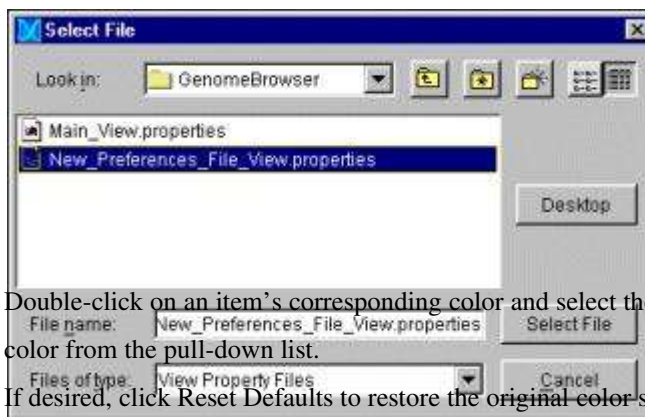 Select File
Look in: GenomeBrowser
Main_View.properties
New_Preferences_File_View.properties
Desktop
Double-click on an item's corresponding color and select the
File name: New_Preferences_File_View.properties Select File
color from the pull-down list.
Files of type: View Property Files Cancel
If desired, click Reset Defaults to restore the original color s